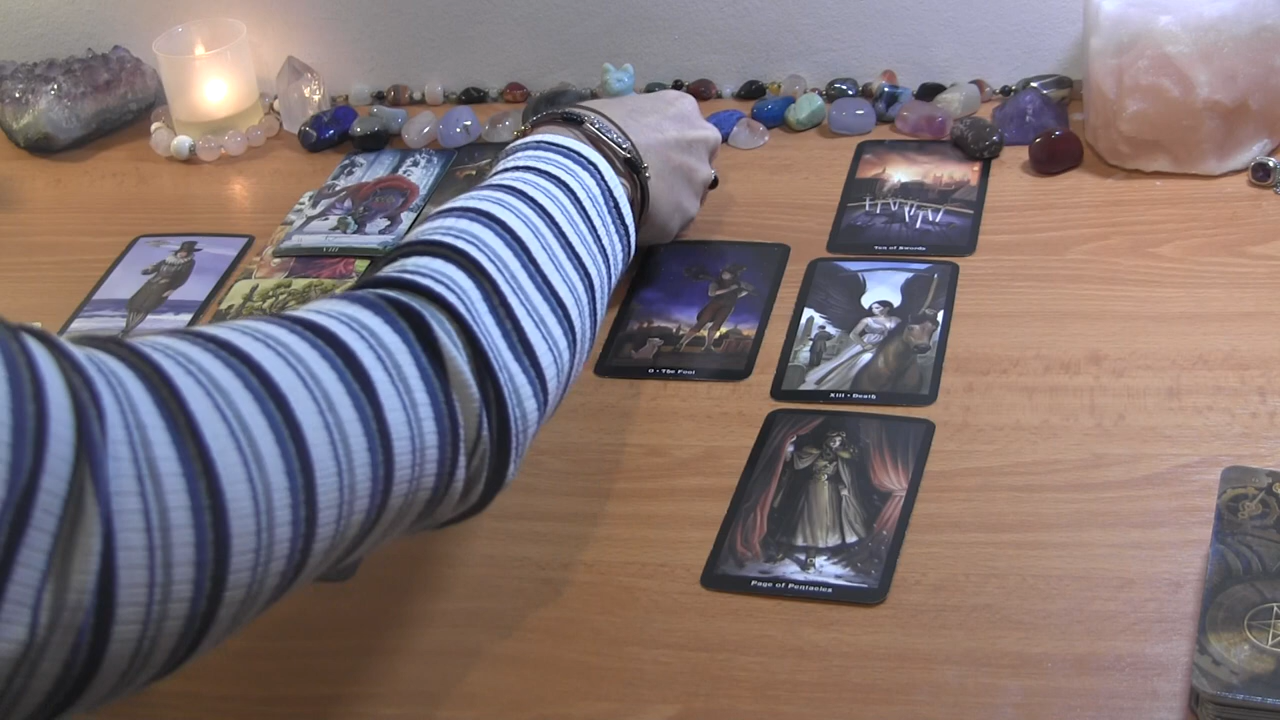 VIII
Ten of Swords
0 • The Fool
XIII • Death
Page of Pentacles